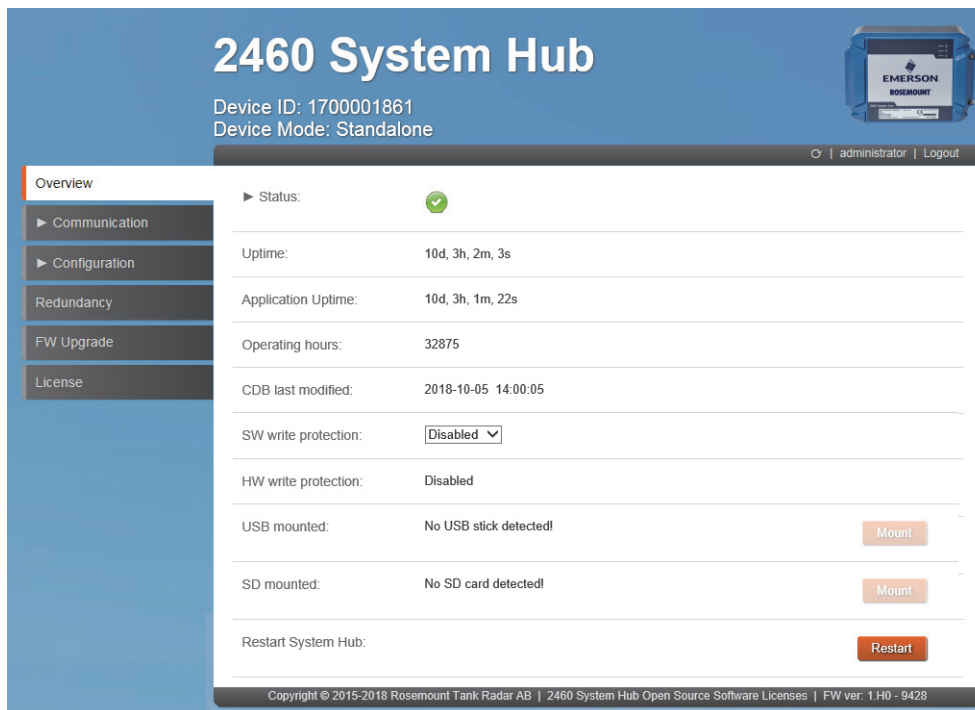 2460 System Hub
EMERSON
ROSEMOUNT
Device ID: 1700001861
Device Mode: Standalone
| administrator | Logout
Overview
► Communication
► Configuration
Redundancy
FW Upgrade
License
► Status:
Uptime: 10d, 3h, 2m, 3s
Application Uptime: 10d, 3h, 1m, 22s
Operating hours: 32875
CDB last modified: 2018-10-05 14:00:05
SW write protection: Disabled
HW write protection: Disabled
USB mounted: No USB stick detected! Mount
SD mounted: No SD card detected! Mount
Restart System Hub: Restart
Copyright © 2015-2018 Rosemount Tank Radar AB | 2460 System Hub Open Source Software Licenses | FW ver: 1.H0 - 9428